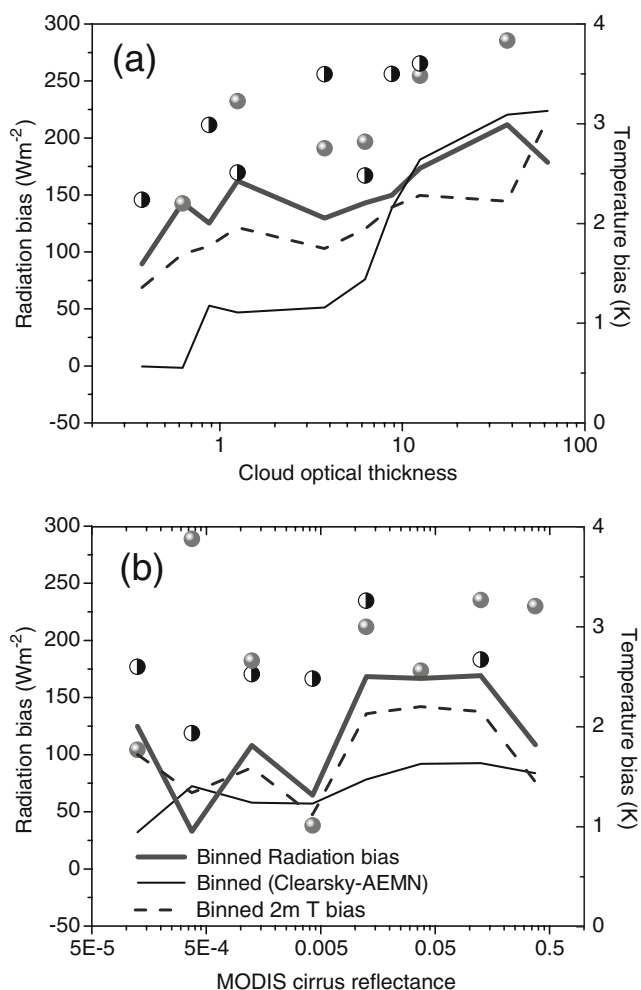 (a)
300
250
200
150
100
50
0
-50
Radiation bias (Wm-2)
4
3
2
1
0
Temperature bias (K)
1
10
100
Cloud optical thickness
(b)
300
250
200
150
100
50
0
-50
Radiation bias (Wm-2)
4
3
2
1
0
Temperature bias (K)
Binned Radiation bias
Binned (Clearsky-AEMN)
Binned 2m T bias
5E-5
5E-4
0.005
0.05
0.5
MODIS cirrus reflectance